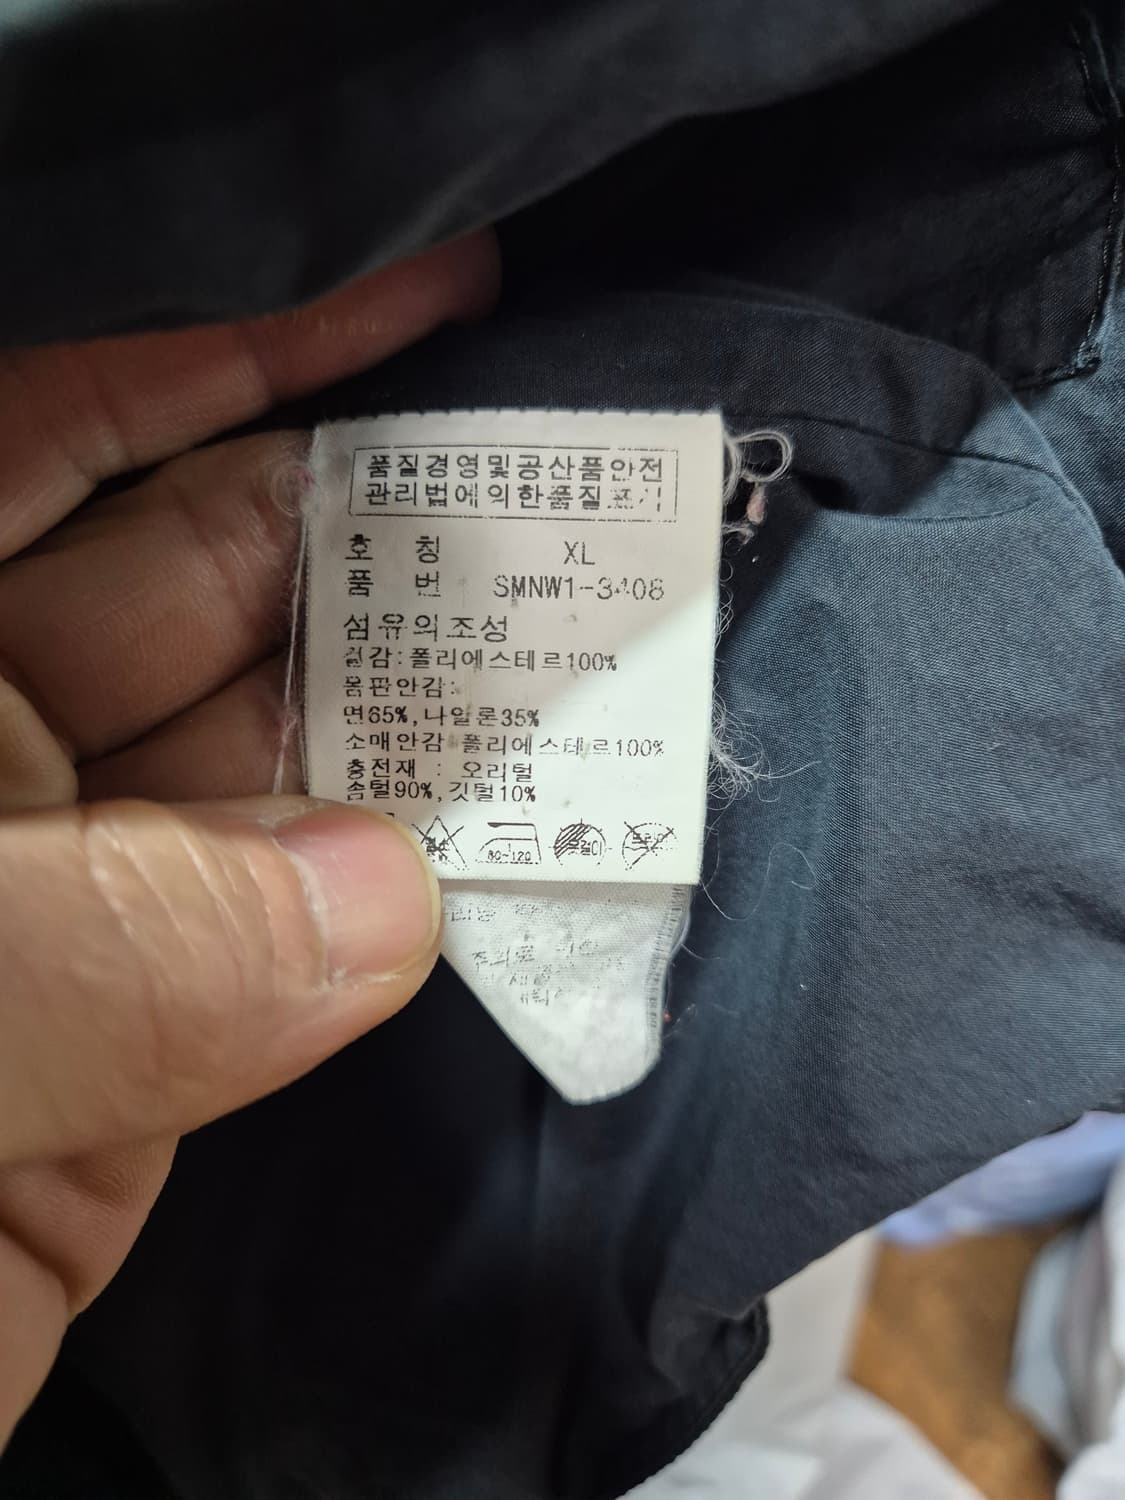 품질경영및공산품안전
관리법에의한품질표기
호 칭 XL
품 번 SMNW1-3408
섬유의조성
겉감:폴리에스테르100%
몸판안감:
면65%,나일론35%
소매안감 폴리에스테르100%
충전재 : 오리털
솜털90%,깃털10%
80~120